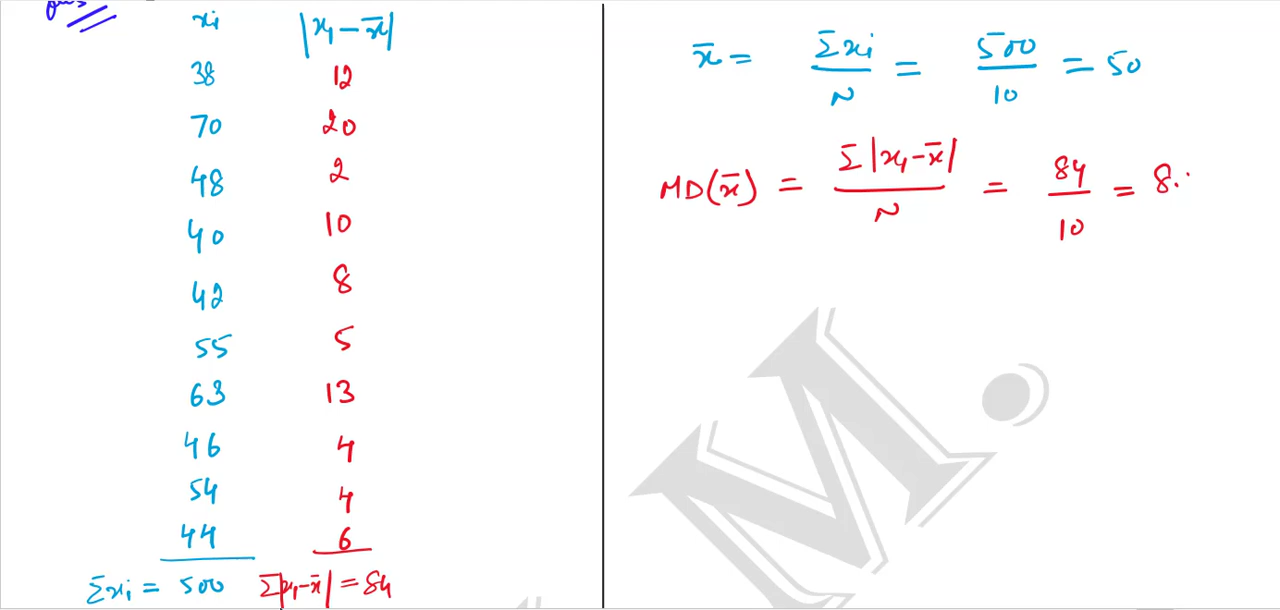 xi |xi – x̄|
38 12
70 20
48 2
40 10
42 8
55 5
63 13
46 4
54 4
44 6
Σxi = 500 Σ|xi – x̄| = 84
x̄ = Σxi / N = 500 / 10 = 50
MD(x̄) = Σ|xi – x̄| / N = 84 / 10 = 8.
M.